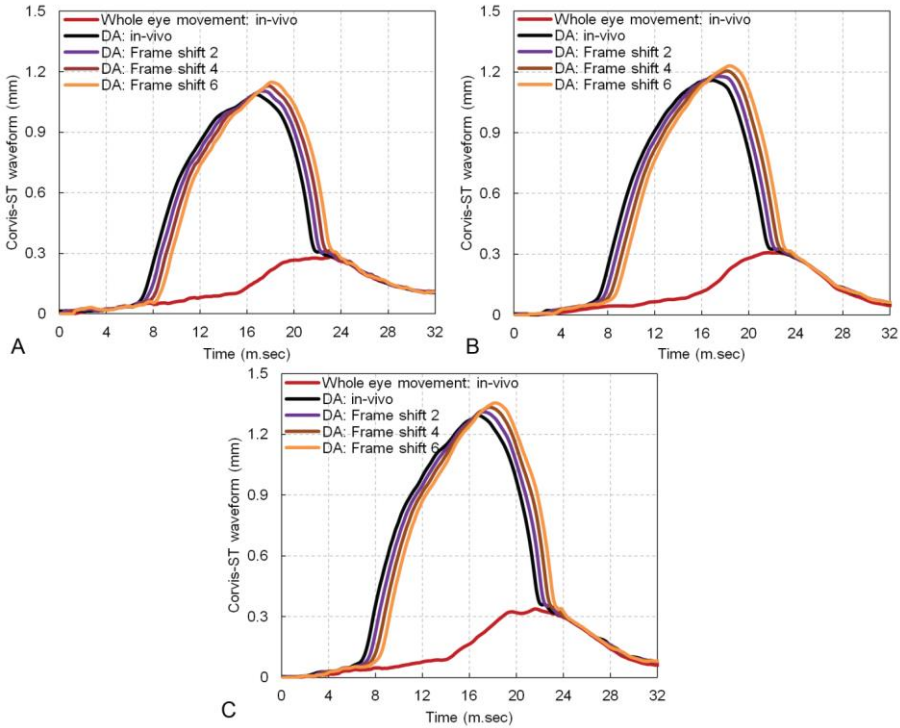 1.5
1.2
0.9
0.6
0.3
0
Corvis-ST waveform (mm)
Whole eye movement: in-vivo
DA: in-vivo
DA: Frame shift 2
DA: Frame shift 4
DA: Frame shift 6
0 4 8 12 16 20 24 28 32
Time (m.sec)
A
1.5
1.2
0.9
0.6
0.3
0
Corvis-ST waveform (mm)
Whole eye movement: in-vivo
DA: in-vivo
DA: Frame shift 2
DA: Frame shift 4
DA: Frame shift 6
0 4 8 12 16 20 24 28 32
Time (m.sec)
B
1.5
1.2
0.9
0.6
0.3
0
Corvis-ST waveform (mm)
Whole eye movement: in-vivo
DA: in-vivo
DA: Frame shift 2
DA: Frame shift 4
DA: Frame shift 6
0 4 8 12 16 20 24 28 32
Time (m.sec)
C